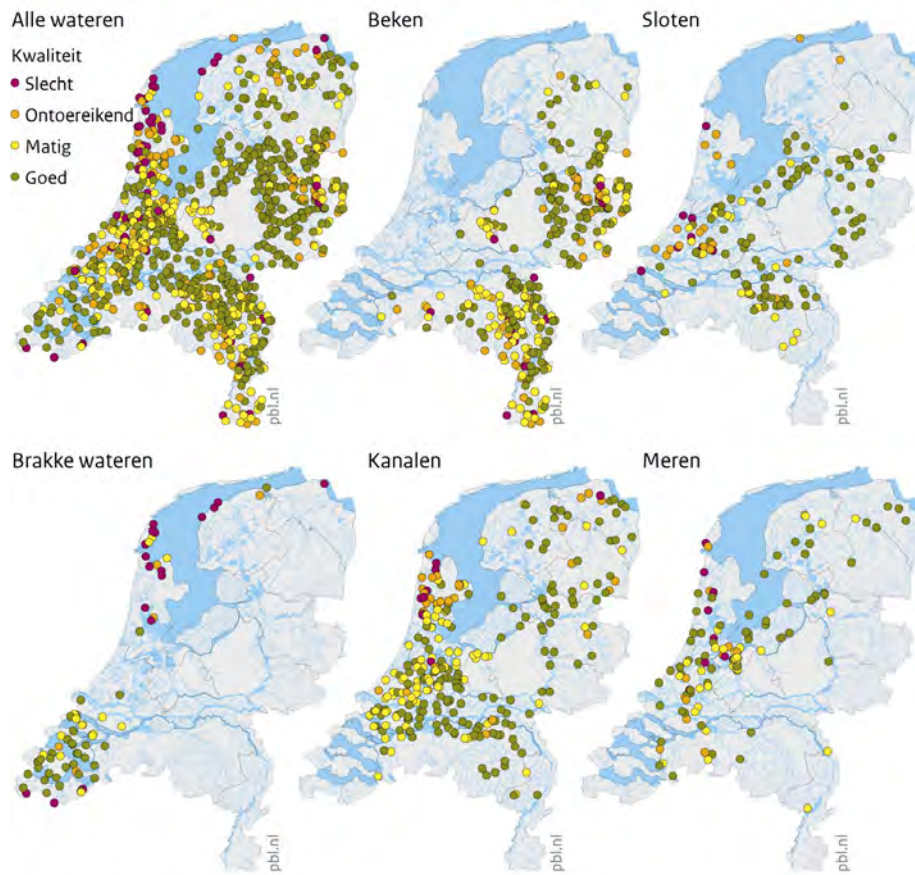 Alle wateren
Kwaliteit
Slecht
Ontoereikend
Matig
Goed
pbl.nl
Beken
pbl.nl
Sloten
pbl.nl
Brakke wateren
pbl.nl
Kanalen
pbl.nl
Meren
pbl.nl